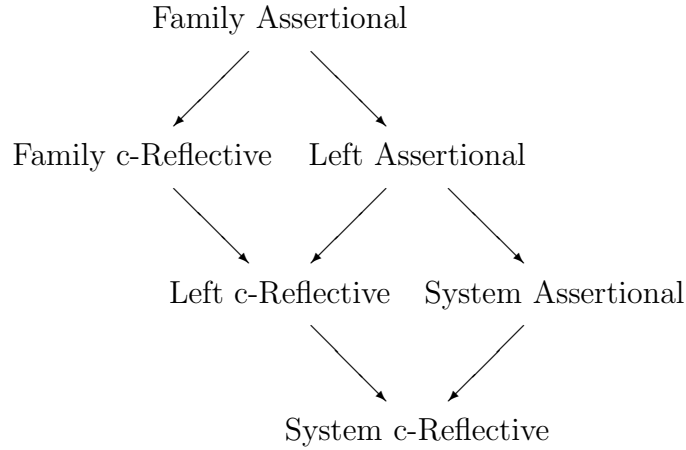 Family Assertional
Family c-Reflective Left Assertional
Left c-Reflective System Assertional
System c-Reflective